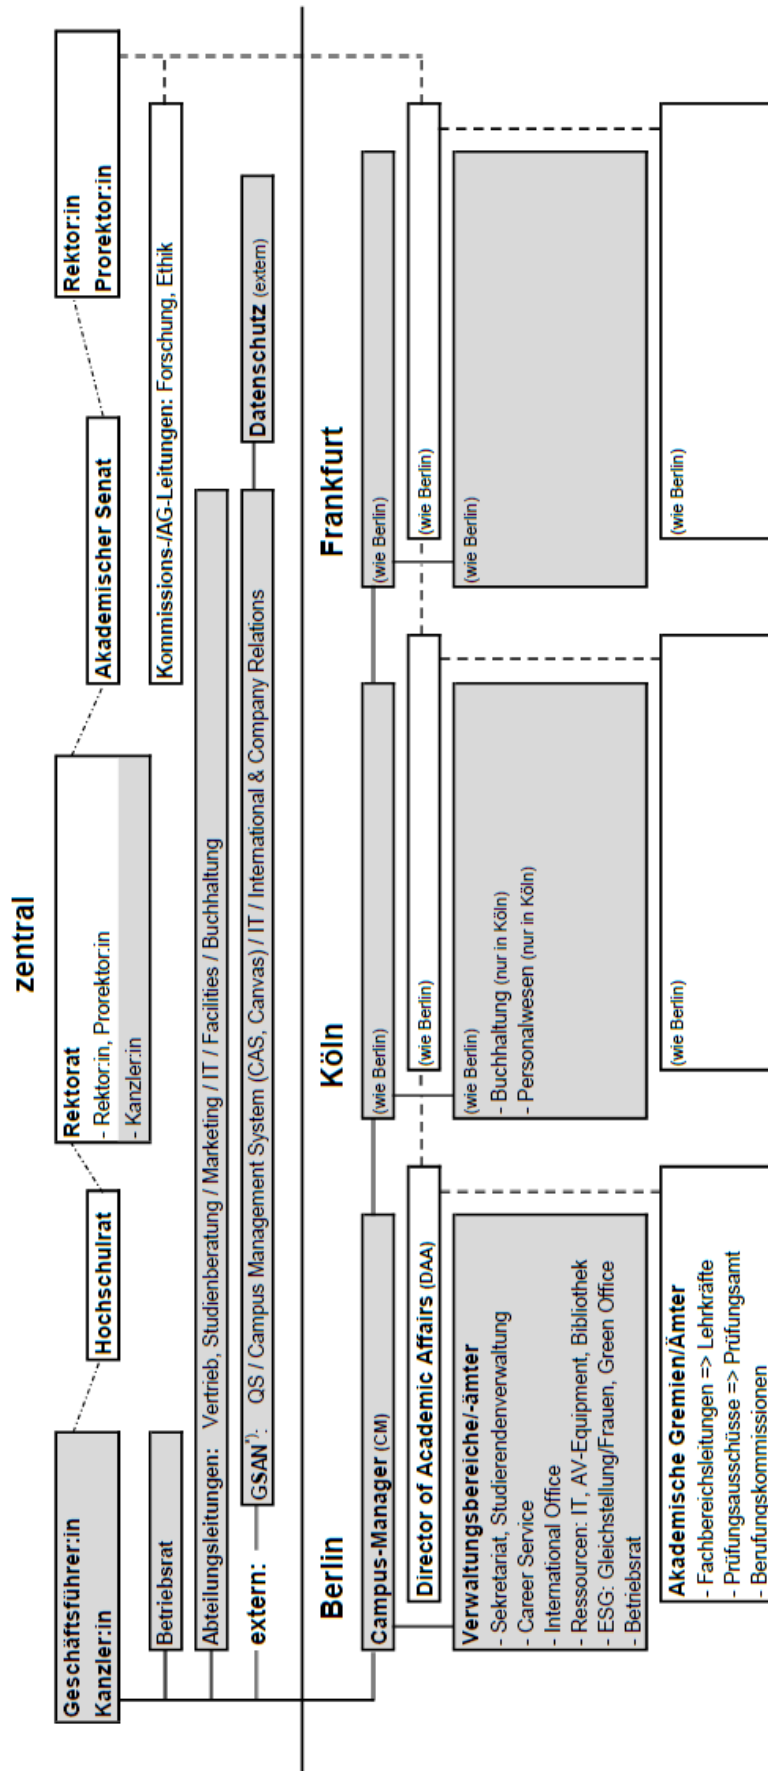 zentral
Geschäftsführer:in
Kanzler:in
Hochschulrat
Rektorat
- Rektor:in, Prorektor:in
- Kanzler:in
Akademischer Senat
Rektor:in
Prorektor:in
Betriebsrat
Kommissions-/AG-Leitungen: Forschung, Ethik
Abteilungsleitungen: Vertrieb, Studienberatung / Marketing / IT / Facilities / Buchhaltung
extern:
GSAN*): QS / Campus Management System (CAS, Canvas) / IT / International & Company Relations
Datenschutz (extern)
Berlin
Köln
Frankfurt
Campus-Manager (CM)
(wie Berlin)
(wie Berlin)
Director of Academic Affairs (DAA)
(wie Berlin)
(wie Berlin)
Verwaltungsbereiche/-ämter
- Sekretariat, Studierendenverwaltung
- Career Service
- International Office
- Ressourcen: IT, AV-Equipment, Bibliothek
- ESG: Gleichstellung/Frauen, Green Office
- Betriebsrat
(wie Berlin)
- Buchhaltung (nur in Köln)
- Personalwesen (nur in Köln)
(wie Berlin)
Akademische Gremien/Ämter
- Fachbereichsleitungen => Lehrkräfte
- Prüfungsausschüsse => Prüfungsamt
- Berufungskommissionen
(wie Berlin)
(wie Berlin)